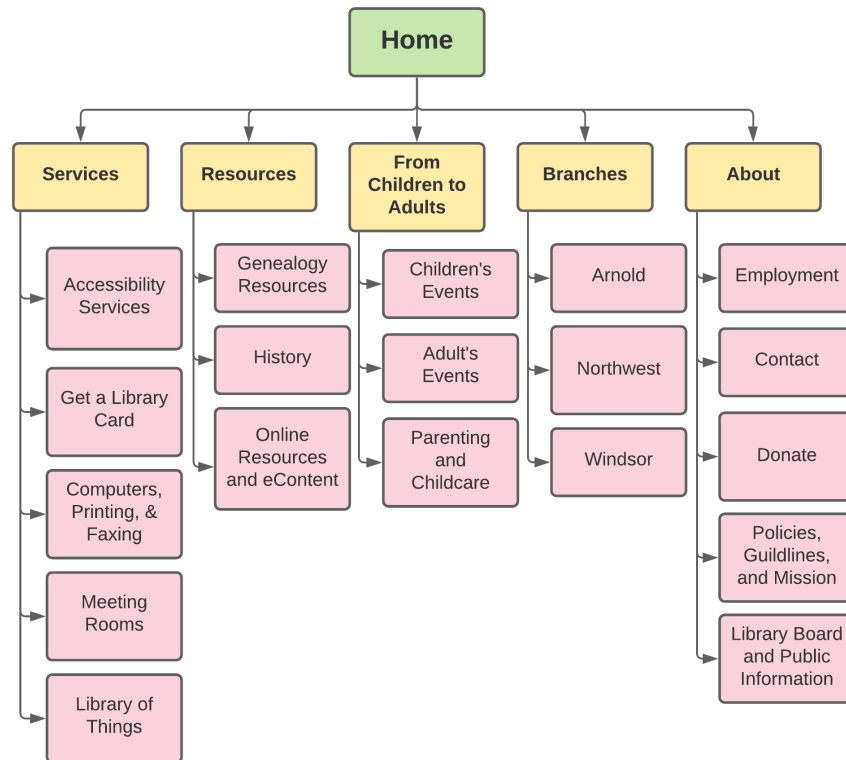 Home
Services
Accessibility
Services
Get a Library
Card
Computers,
Printing, &
Faxing
Meeting
Rooms
Library of
Things
Resources
Genealogy
Resources
History
Online
Resources
and eContent
From
Children to
Adults
Children's
Events
Adult's
Events
Parenting
and
Childcare
Branches
Arnold
Northwest
Windsor
About
Employment
Contact
Donate
Policies,
Guildlines,
and Mission
Library Board
and Public
Information